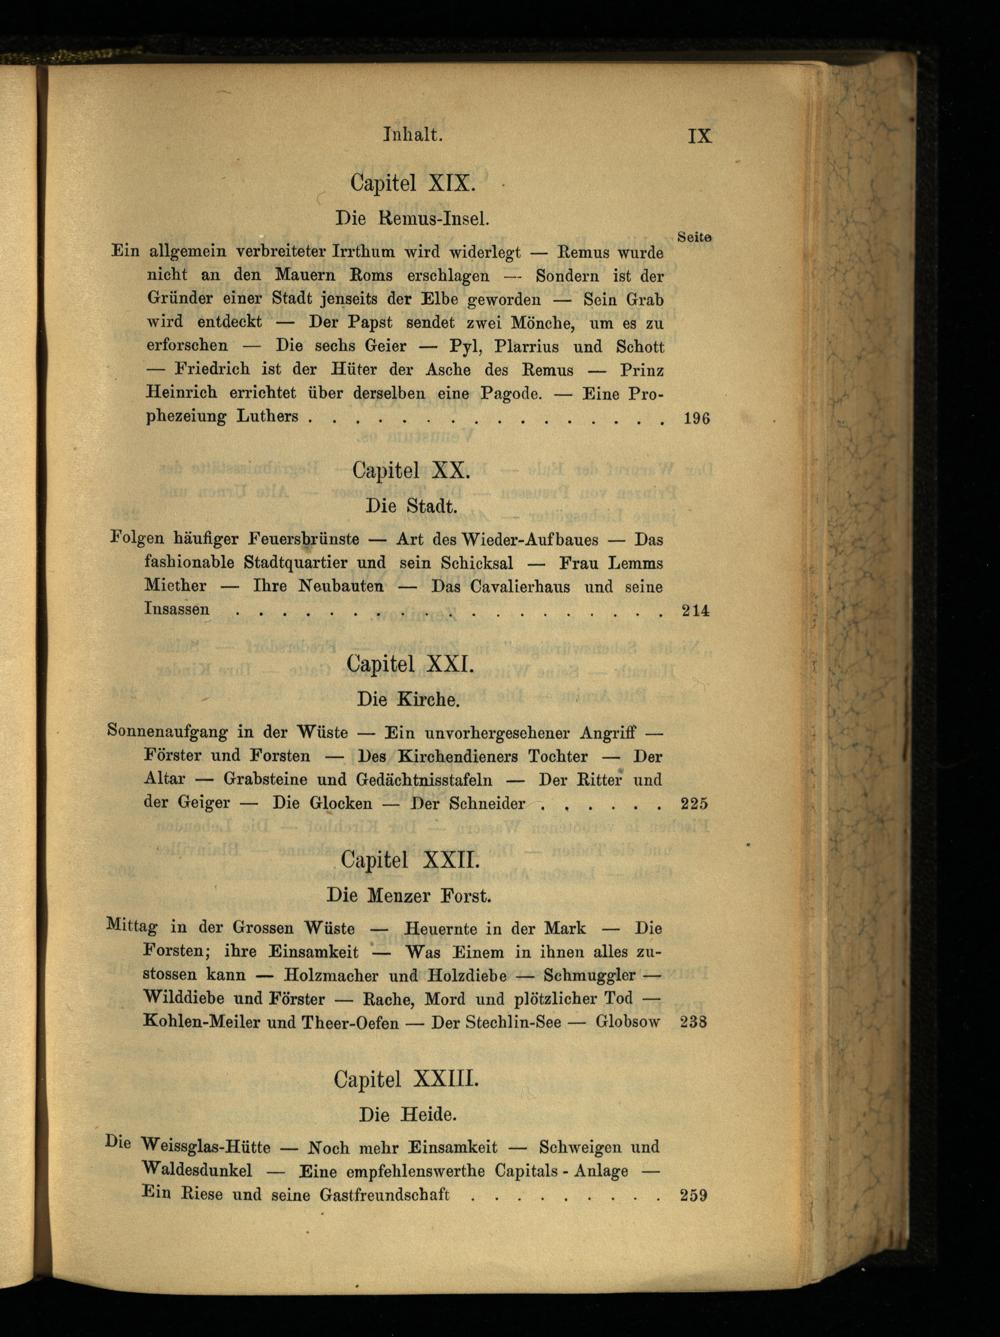 Inhalt. IX
Capitel XIX.
Die Remus-Insel.
Seite
Ein allgemein verbreiteter Irrthum wird widerlegt — Remus wurde
nicht an den Mauern Roms erschlagen — Sondern ist der
Gründer einer Stadt jenseits der Elbe geworden — Sein Grab
wird entdeckt — Der Papst sendet zwei Mönche, um es zu
erforschen — Die sechs Geier — Pyl, Plarrius und Schott
— Friedrich ist der Hüter der Asche des Remus — Prinz
Heinrich errichtet über derselben eine Pagode. — Eine Pro-
phezeiung Luthers . . . . . . . . . . . . . . . . 196
Capitel XX.
Die Stadt.
Folgen häufiger Feuersbrünste — Art des Wieder-Aufbaues — Das
fashionable Stadtquartier und sein Schicksal — Frau Lemms
Miether — Ihre Neubauten — Das Cavalierhaus und seine
Insassen . . . . . . . . . . . . . . . . . . . 214
Capitel XXI.
Die Kirche.
Sonnenaufgang in der Wüste — Ein unvorhergesehener Angriff —
Förster und Forsten — Des Kirchendieners Tochter — Der
Altar — Grabsteine und Gedächtnisstafeln — Der Ritter und
der Geiger — Die Glocken — Der Schneider . . . . . . 225
Capitel XXII.
Die Menzer Forst.
Mittag in der Grossen Wüste — Heuernte in der Mark — Die
Forsten; ihre Einsamkeit — Was Einem in ihnen alles zu-
stossen kann — Holzmacher und Holzdiebe — Schmuggler —
Wilddiebe und Förster — Rache, Mord und plötzlicher Tod —
Kohlen-Meiler und Theer-Oefen — Der Stechlin-See — Globsow 238
Capitel XXIII.
Die Heide.
Die Weissglas-Hütte — Noch mehr Einsamkeit — Schweigen und
Waldesdunkel — Eine empfehlenswerthe Capitals-Anlage —
Ein Riese und seine Gastfreundschaft . . . . . . . . . 259